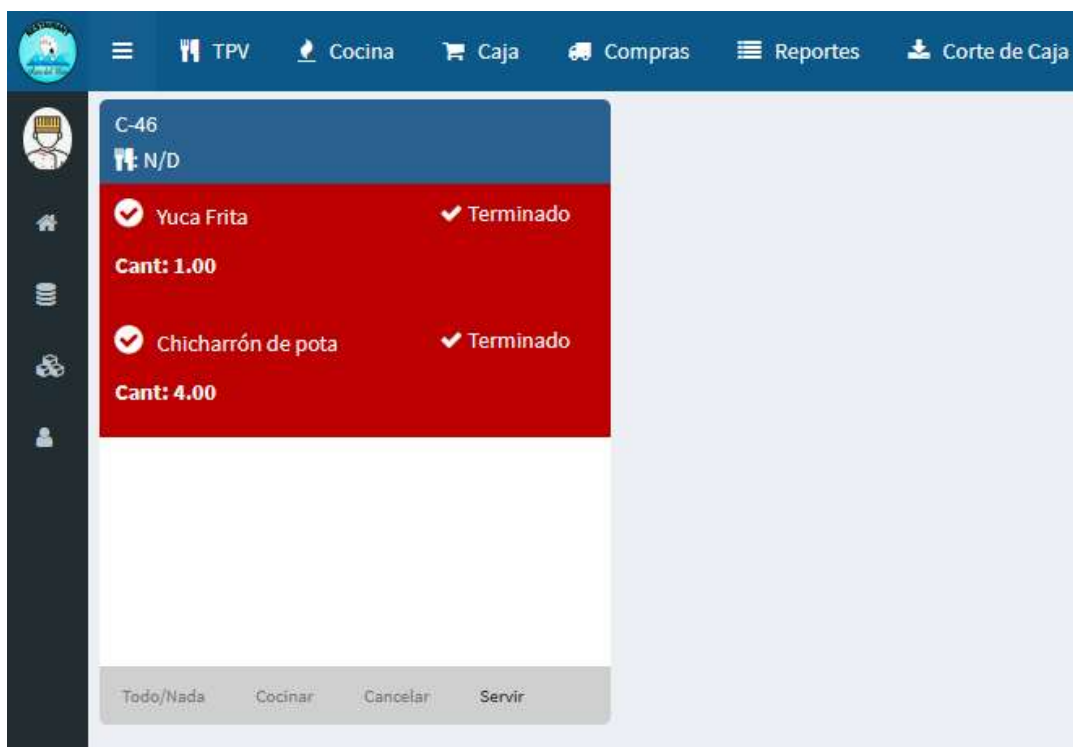 TPV Cocina Caja Compras Reportes Corte de Caja
C-46
: N/D
Yuca Frita Terminado
Cant: 1.00
Chicharrón de pota Terminado
Cant: 4.00
Todo/Nada Cocinar Cancelar Servir